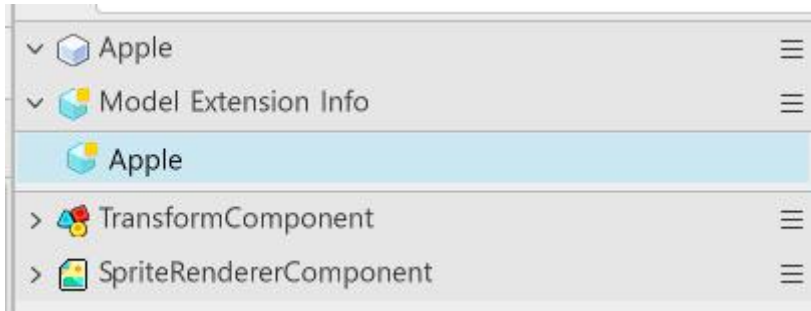 Apple
Model Extension Info
Apple
TransformComponent
SpriteRendererComponent